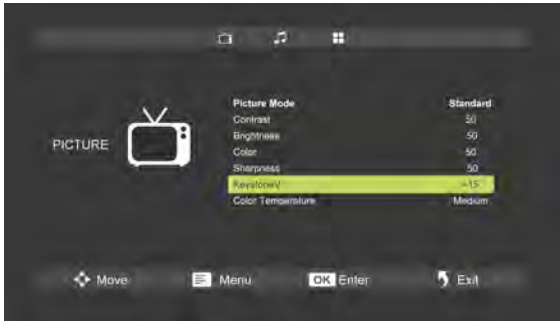 Picture Mode Standard
Contrast 50
Brightness 50
Color 50
PICTURE
Sharpness 50
KeystoneV
Color Temperature Medium
Move Menu OK Enter Exit